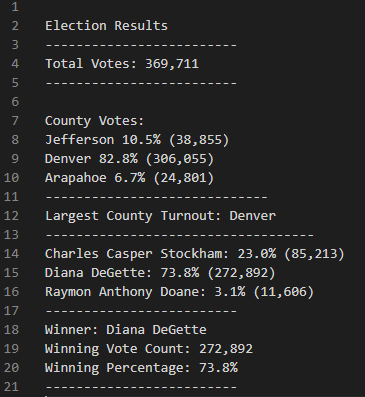 1
2 Election Results
3 -------------------------
4 Total Votes: 369,711
5 -------------------------
6
7 County Votes:
8 Jefferson 10.5% (38,855)
9 Denver 82.8% (306,055)
10 Arapahoe 6.7% (24,801)
11 -----------------------------
12 Largest County Turnout: Denver
13 -----------------------------------
14 Charles Casper Stockham: 23.0% (85,213)
15 Diana DeGette: 73.8% (272,892)
16 Raymon Anthony Doane: 3.1% (11,606)
17 -------------------------
18 Winner: Diana DeGette
19 Winning Vote Count: 272,892
20 Winning Percentage: 73.8%
21 -------------------------